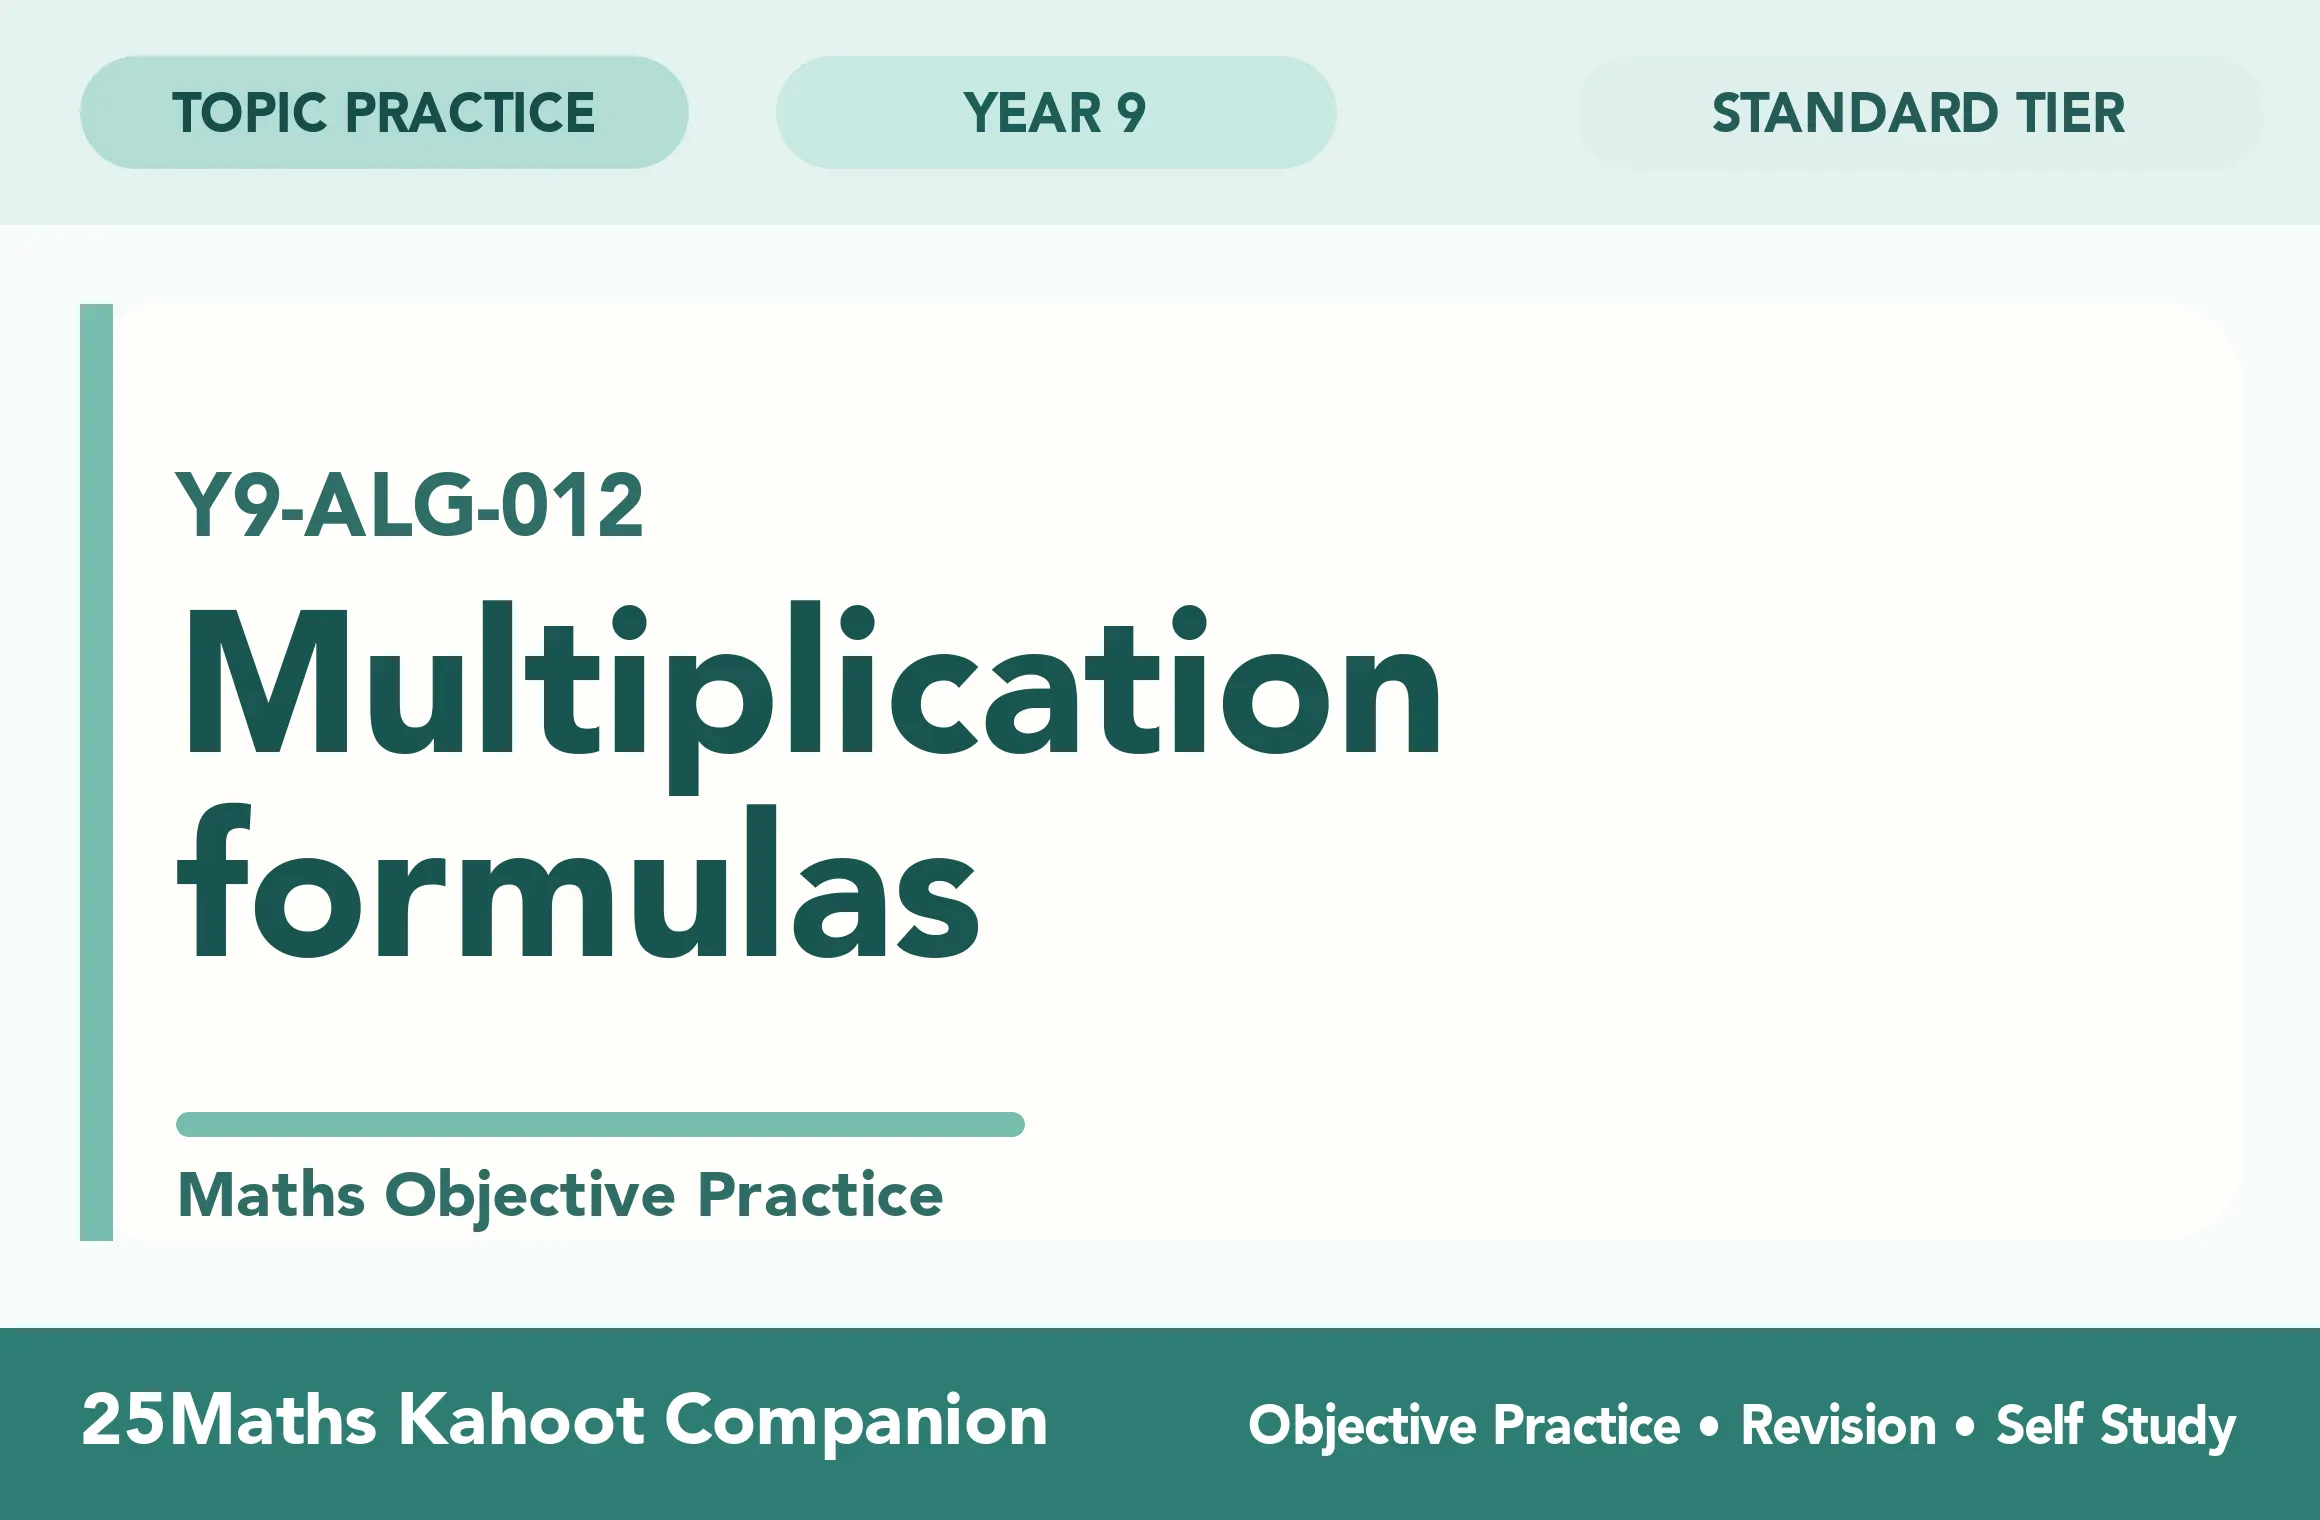 TOPIC PRACTICE
YEAR 9
STANDARD TIER
Y9-ALG-012
Multiplication
formulas
Maths Objective Practice
25Maths Kahoot Companion
Objective Practice • Revision • Self Study